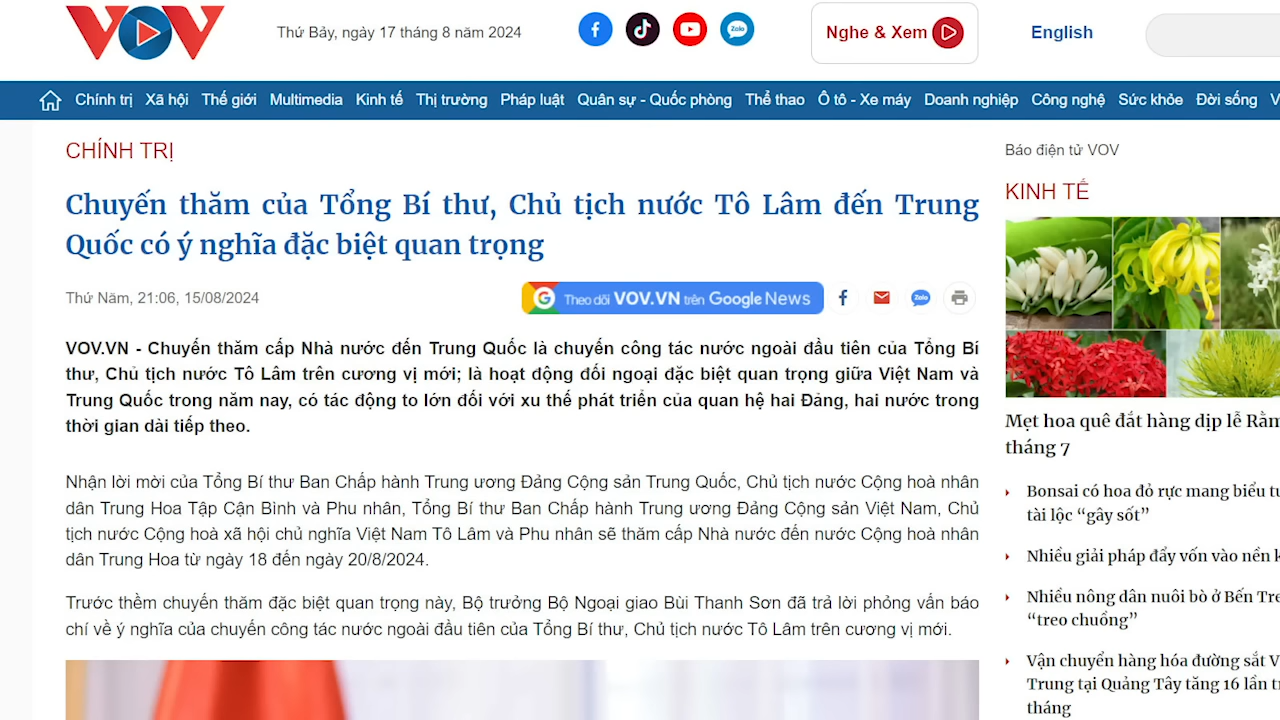 VOV
Thứ Bảy, ngày 17 tháng 8 năm 2024
Zalo
Nghe & Xem
English
Chính trị Xã hội Thế giới Multimedia Kinh tế Thị trường Pháp luật Quân sự - Quốc phòng Thể thao Ô tô - Xe máy Doanh nghiệp Công nghệ Sức khỏe Đời sống
CHÍNH TRỊ
Chuyến thăm của Tổng Bí thư, Chủ tịch nước Tô Lâm đến Trung
Quốc có ý nghĩa đặc biệt quan trọng
Thứ Năm, 21:06, 15/08/2024
Theo dõi VOV.VN trên Google News
Zalo
VOV.VN - Chuyến thăm cấp Nhà nước đến Trung Quốc là chuyến công tác nước ngoài đầu tiên của Tổng Bí
thư, Chủ tịch nước Tô Lâm trên cương vị mới; là hoạt động đối ngoại đặc biệt quan trọng giữa Việt Nam và
Trung Quốc trong năm nay, có tác động to lớn đối với xu thế phát triển của quan hệ hai Đảng, hai nước trong
thời gian dài tiếp theo.
Nhận lời mời của Tổng Bí thư Ban Chấp hành Trung ương Đảng Cộng sản Trung Quốc, Chủ tịch nước Cộng hoà nhân
dân Trung Hoa Tập Cận Bình và Phu nhân, Tổng Bí thư Ban Chấp hành Trung ương Đảng Cộng sản Việt Nam, Chủ
tịch nước Cộng hoà xã hội chủ nghĩa Việt Nam Tô Lâm và Phu nhân sẽ thăm cấp Nhà nước đến nước Cộng hoà nhân
dân Trung Hoa từ ngày 18 đến ngày 20/8/2024.
Trước thềm chuyến thăm đặc biệt quan trọng này, Bộ trưởng Bộ Ngoại giao Bùi Thanh Sơn đã trả lời phỏng vấn báo
chí về ý nghĩa của chuyến công tác nước ngoài đầu tiên của Tổng Bí thư, Chủ tịch nước Tô Lâm trên cương vị mới.
Báo điện tử VOV
KINH TẾ
Mẹt hoa quê đắt hàng dịp lễ Rằm
tháng 7
Bonsai có hoa đỏ rực mang biểu
tài lộc “gây sốt”
Nhiều giải pháp đẩy vốn vào nền
Nhiều nông dân nuôi bò ở Bến Tre
“treo chuồng”
Vận chuyển hàng hóa đường sắt
Trung tại Quảng Tây tăng 16 lần
tháng